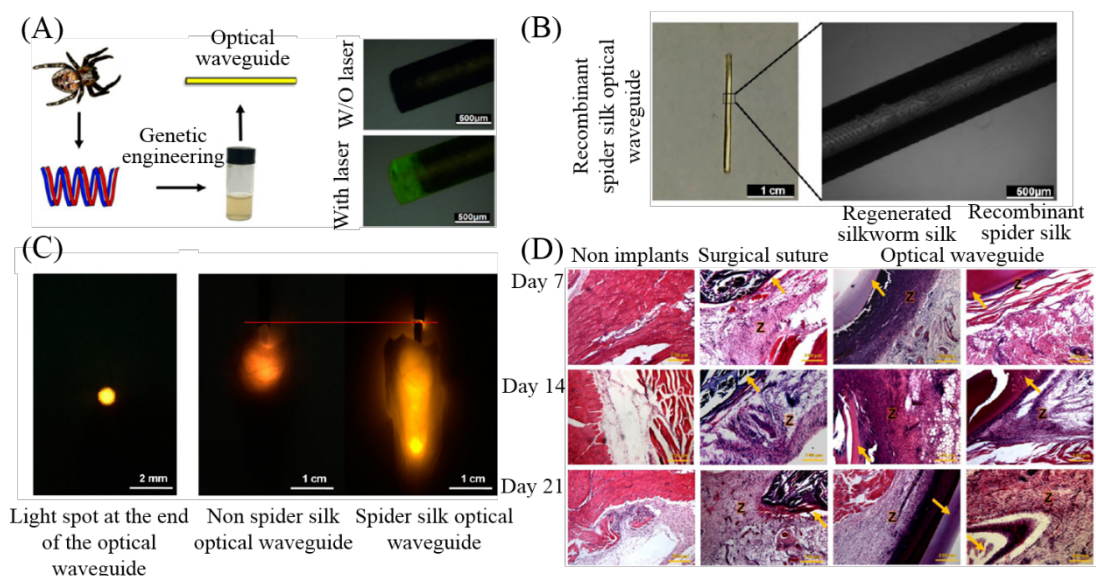 (A)
Optical
waveguide
Genetic
engineering
W/O laser
500μm
With laser
500μm
(B)
Recombinant
spider silk optical
waveguide
1 cm
500μm
(C)
2 mm
1 cm
1 cm
Light spot at the end
of the optical
waveguide
Non spider silk
optical waveguide
Spider silk optical
waveguide
(D)
Non implants
Surgical suture
Regenerated
silkworm silk
Recombinant
spider silk
Optical waveguide
Day 7
Z
Z
Z
Day 14
Z
Z
Z
Day 21
Z
Z
Z